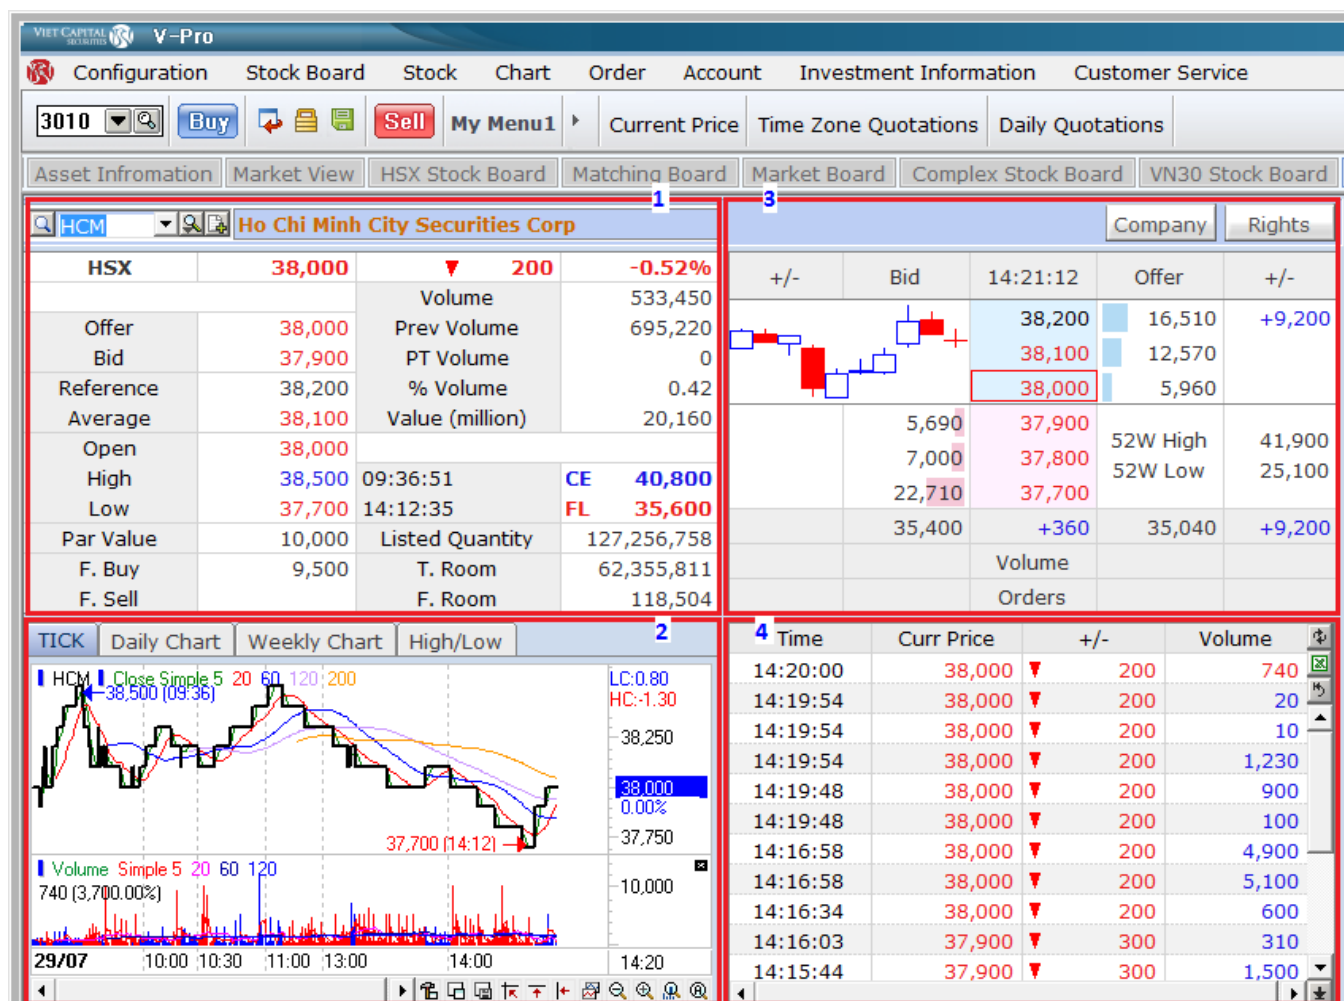 VIET CAPITAL SECURITIES V-Pro
Configuration Stock Board Stock Chart Order Account Investment Information Customer Service
3010 Buy Sell My Menu1 Current Price Time Zone Quotations Daily Quotations
Asset Infromation Market View HSX Stock Board Matching Board Market Board Complex Stock Board VN30 Stock Board
1
HCM Ho Chi Minh City Securities Corp
HSX 38,000 ▼ 200 -0.52%
Volume 533,450
Offer 38,000 Prev Volume 695,220
Bid 37,900 PT Volume 0
Reference 38,200 % Volume 0.42
Average 38,100 Value (million) 20,160
Open 38,000
High 38,500 09:36:51 CE 40,800
Low 37,700 14:12:35 FL 35,600
Par Value 10,000 Listed Quantity 127,256,758
F. Buy 9,500 T. Room 62,355,811
F. Sell F. Room 118,504
3
Company Rights
+/- Bid 14:21:12 Offer +/-
38,200 16,510 +9,200
38,100 12,570
38,000 5,960
5,690 37,900
7,000 37,800
22,710 37,700
52W High 41,900
52W Low 25,100
35,400 +360 35,040 +9,200
Volume
Orders
TICK Daily Chart Weekly Chart High/Low 2
HCM Close Simple 5 20 60 120 200
38,500 (09:36)
LC:0.80
HC:-1.30
38,250
38,000
0.00%
37,750
37,700 (14:12)
Volume Simple 5 20 60 120
740 (3,700.00%)
10,000
29/07 10:00 10:30 11:00 13:00 14:00 14:20
4 Time Curr Price +/- Volume
14:20:00 38,000 ▼ 200 740
14:19:54 38,000 ▼ 200 20
14:19:54 38,000 ▼ 200 10
14:19:54 38,000 ▼ 200 1,230
14:19:48 38,000 ▼ 200 900
14:19:48 38,000 ▼ 200 100
14:16:58 38,000 ▼ 200 4,900
14:16:58 38,000 ▼ 200 5,100
14:16:34 38,000 ▼ 200 600
14:16:03 37,900 ▼ 300 310
14:15:44 37,900 ▼ 300 1,500